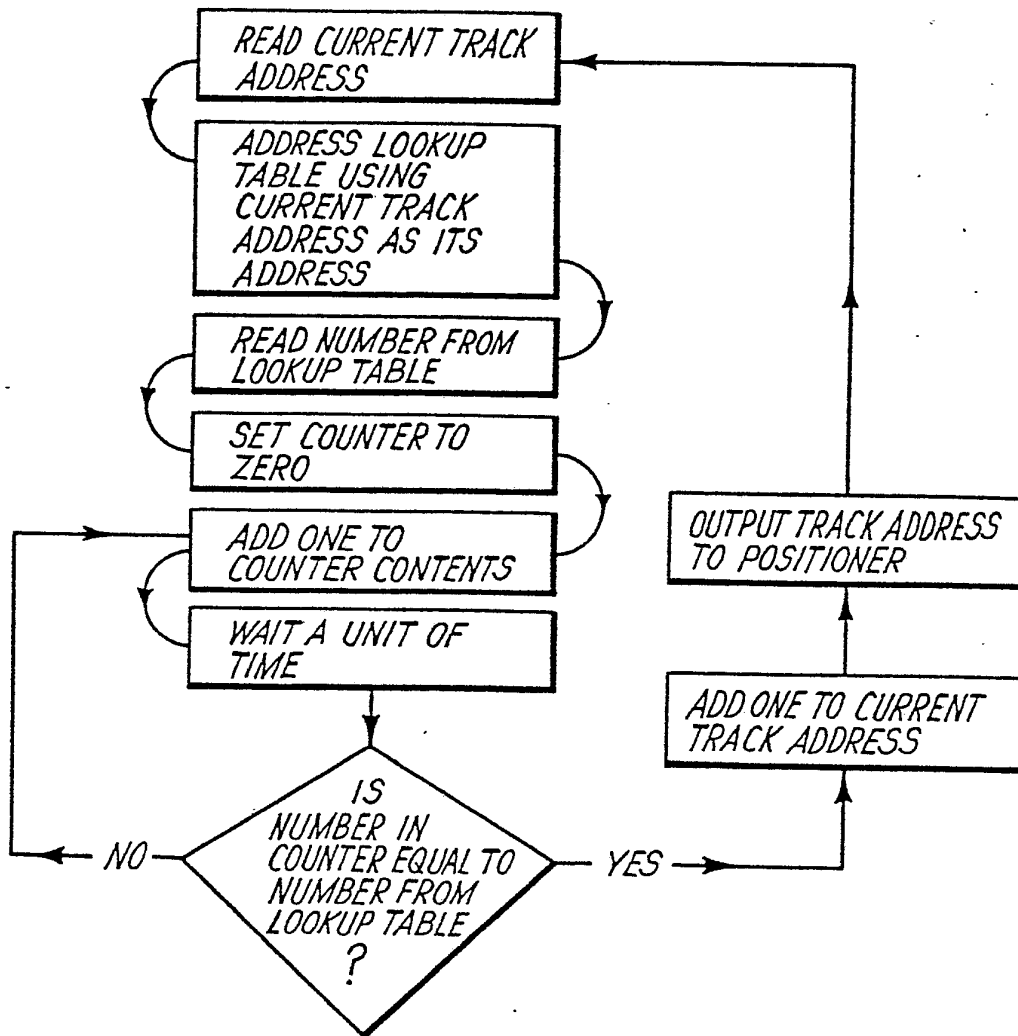 READ CURRENT TRACK
ADDRESS
ADDRESS LOOKUP
TABLE USING
CURRENT TRACK
ADDRESS AS ITS
ADDRESS
READ NUMBER FROM
LOOKUP TABLE
SET COUNTER TO
ZERO
ADD ONE TO
COUNTER CONTENTS
WAIT A UNIT OF
TIME
IS
NUMBER IN
COUNTER EQUAL TO
NUMBER FROM
LOOKUP TABLE
?
NO
YES
ADD ONE TO CURRENT
TRACK ADDRESS
OUTPUT TRACK ADDRESS
TO POSITIONER